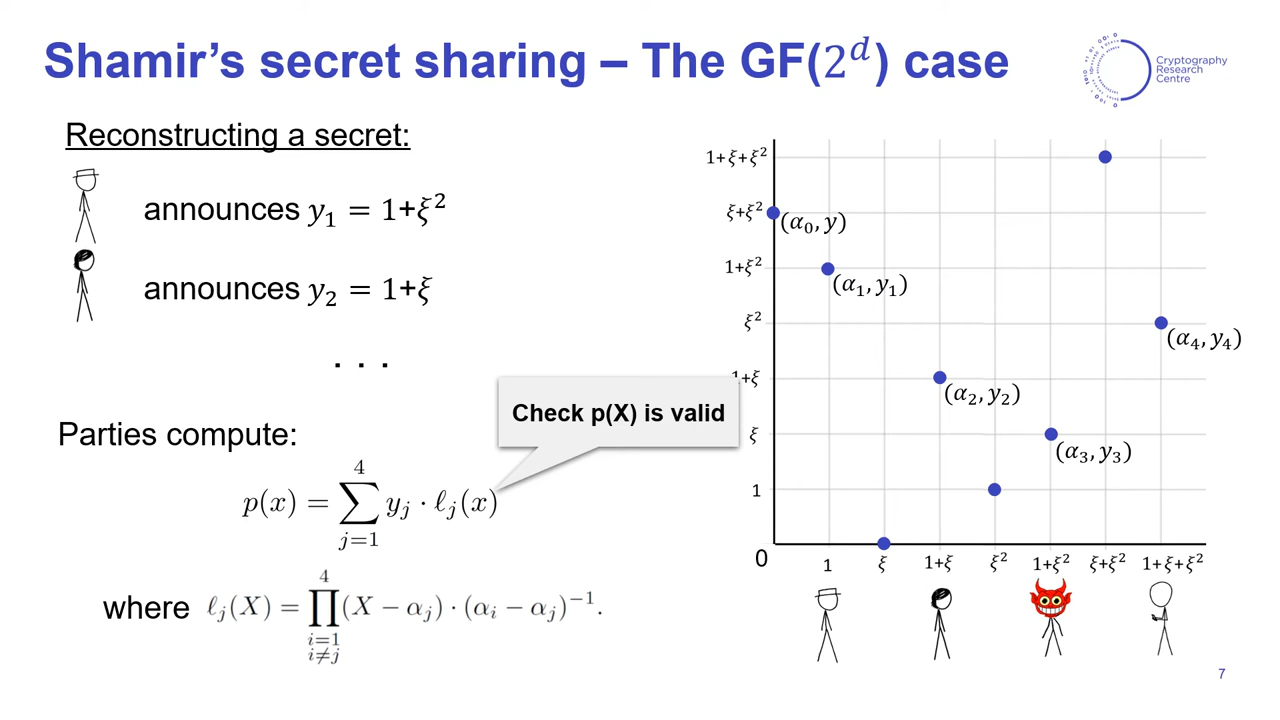 Shamir’s secret sharing – The GF(2^d) case
Cryptography
Research
Centre
Reconstructing a secret:
announces y₁ = 1+ξ²
announces y₂ = 1+ξ
. . .
Parties compute:
Check p(X) is valid
p(x) = ∑_{j=1}^{4} y_j · ℓ_j(x)
where ℓ_j(X) = ∏_{i=1, i≠j}^{4} (X − α_j) · (α_i − α_j)^{−1}.
1+ξ+ξ²
ξ+ξ²
(α₀, y)
1+ξ²
(α₁, y₁)
ξ²
(α₄, y₄)
1+ξ
(α₂, y₂)
ξ
(α₃, y₃)
1
0 1 ξ 1+ξ ξ² 1+ξ² ξ+ξ² 1+ξ+ξ²
7